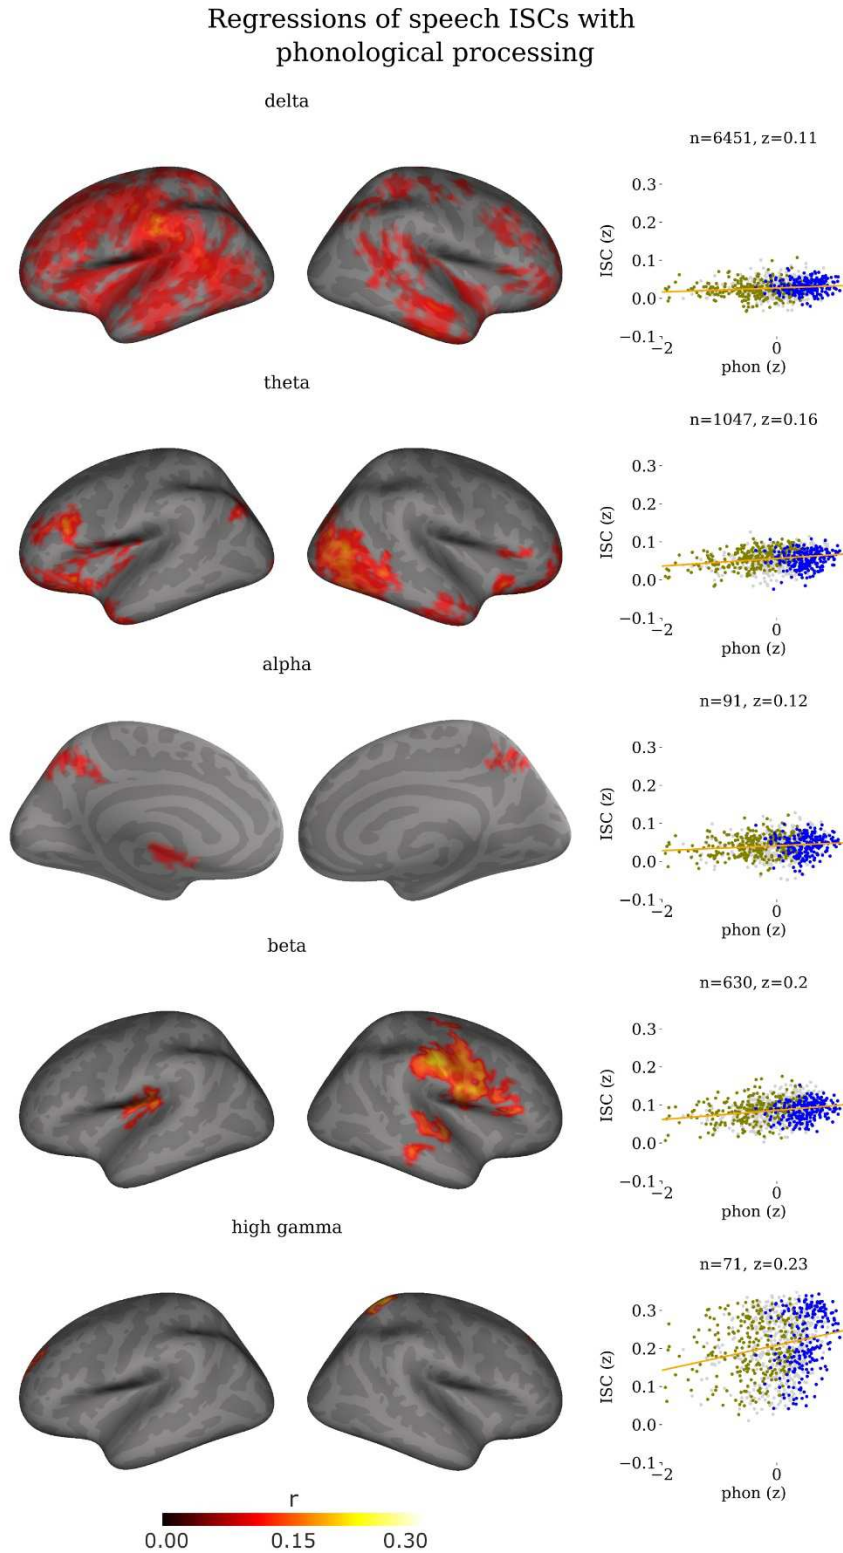 Regressions of speech ISCs with
phonological processing
delta
n=6451, z=0.11
0.3
0.2
0.1
0.0
−0.1
ISC (z)
−2
0
phon (z)
theta
n=1047, z=0.16
0.3
0.2
0.1
0.0
−0.1
ISC (z)
−2
0
phon (z)
alpha
n=91, z=0.12
0.3
0.2
0.1
0.0
−0.1
ISC (z)
−2
0
phon (z)
beta
n=630, z=0.2
0.3
0.2
0.1
0.0
−0.1
ISC (z)
−2
0
phon (z)
high gamma
n=71, z=0.23
0.3
0.2
0.1
0.0
−0.1
ISC (z)
−2
0
phon (z)
r
0.00 0.15 0.30